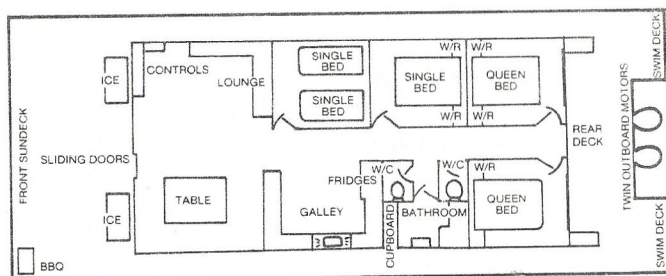 FRONT SUNDECK
ICE
CONTROLS
LOUNGE
SINGLE
BED
SINGLE
BED
SINGLE
BED
W/R
W/R
W/R
W/R
QUEEN
BED
SWIM DECK
TWIN OUTBOARD MOTORS
REAR
DECK
SLIDING DOORS
TABLE
ICE
BBQ
FRIDGES
GALLEY
W/C
CUPBOARD
BATHROOM
W/C
W/R
QUEEN
BED
SWIM DECK